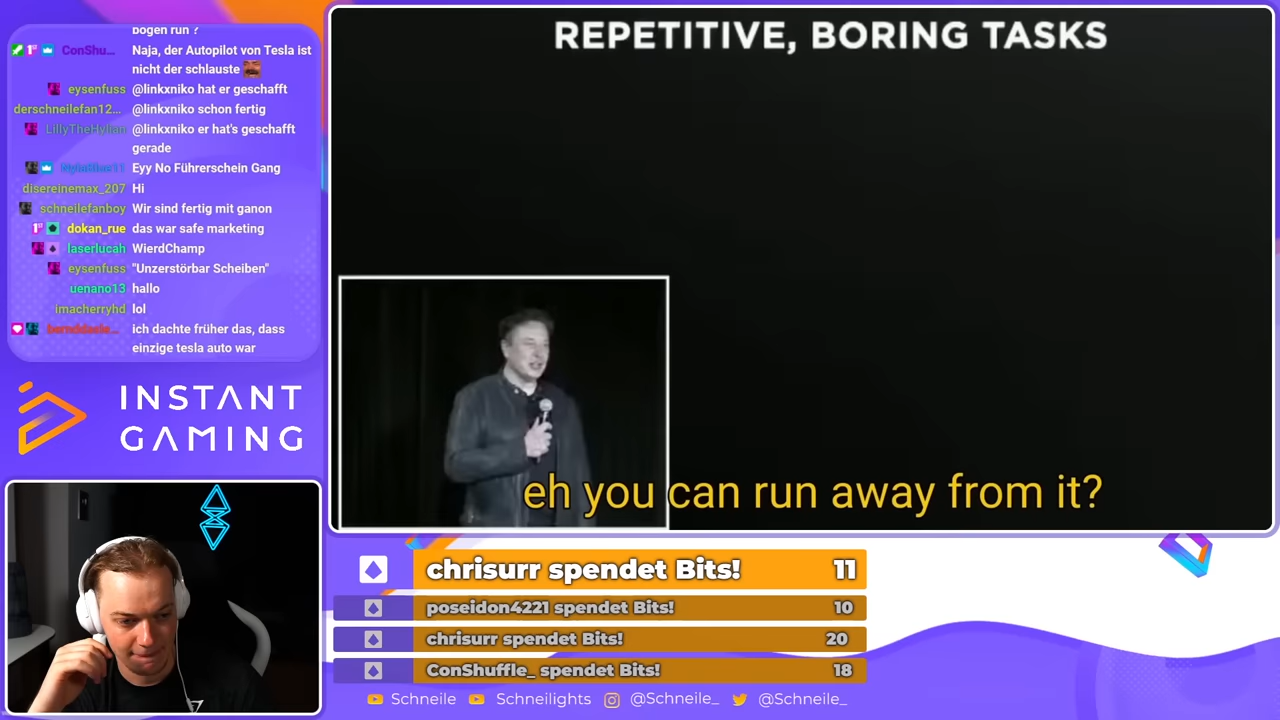 bogen run ?
ConShu... Naja, der Autopilot von Tesla ist
nicht der schlauste
eysenfuss @linkxniko hat er geschafft
derschneilefan12... @linkxniko schon fertig
LillyTheHylian @linkxniko er hat's geschafft
gerade
Eyy No Führerschein Gang
disereinemax_207 Hi
schneilefanboy Wir sind fertig mit ganon
dokan_rue das war safe marketing
laserlucah WierdChamp
eysenfuss "Unzerstörbar Scheiben"
uenano13 hallo
imacherryhd lol
ich dachte früher das, dass
einzige tesla auto war
INSTANT
GAMING
REPETITIVE, BORING TASKS
eh you can run away from it?
chrisurr spendet Bits! 11
poseidon4221 spendet Bits! 10
chrisurr spendet Bits! 20
ConShuffle_ spendet Bits! 18
Schneile Schneilights @Schneile_ @Schneile_